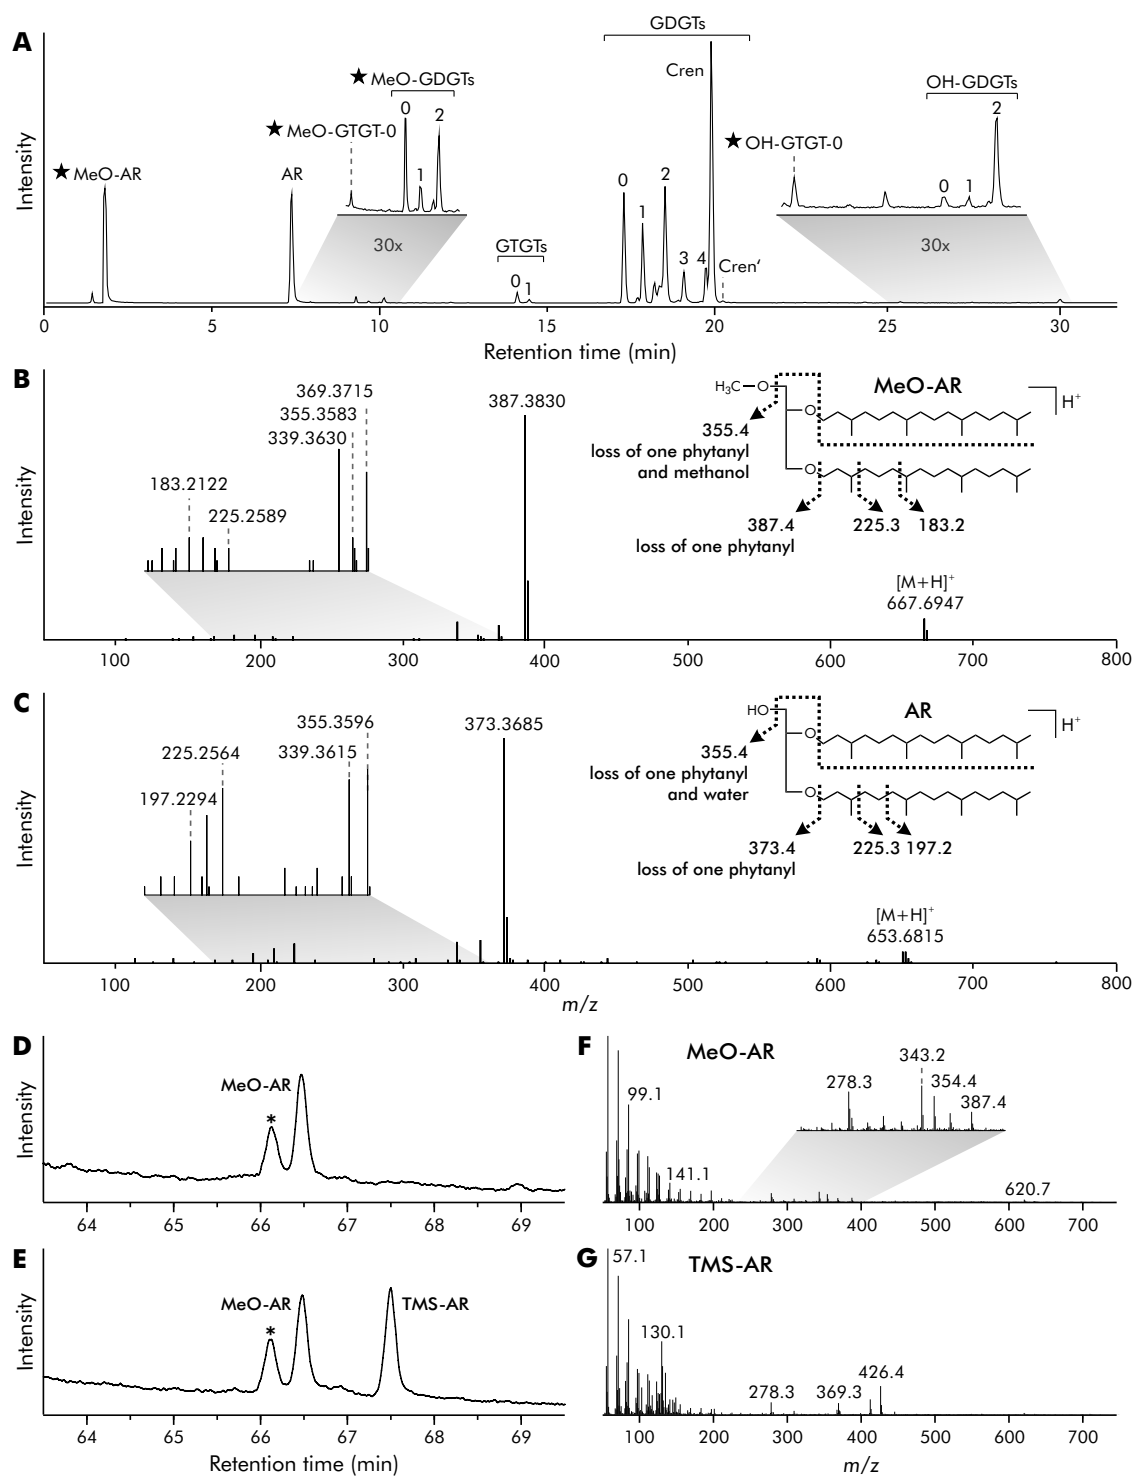 A
Intensity
★ MeO-AR
AR
★ MeO-GTGT-0
★ MeO-GDGTs
0
1
2
30x
GTGTs
0
1
GDGTs
Cren
0
1
2
3
4
Cren‘
★ OH-GTGT-0
OH-GDGTs
0
1
2
30x
0 5 10 15 20 25 30
Retention time (min)
B
Intensity
369.3715
355.3583
339.3630
183.2122
225.2589
387.3830
H₃C–O
O
O
MeO-AR
H⁺
355.4
loss of one phytanyl
and methanol
387.4
225.3
183.2
loss of one phytanyl
[M+H]⁺
667.6947
100 200 300 400 500 600 700 800
C
Intensity
355.3596
225.2564
339.3615
197.2294
373.3685
HO
O
O
AR
H⁺
355.4
loss of one phytanyl
and water
373.4
225.3
197.2
loss of one phytanyl
[M+H]⁺
653.6815
100 200 300 400 500 600 700 800
m/z
D
Intensity
MeO-AR
*
64 65 66 67 68 69
E
Intensity
MeO-AR
*
TMS-AR
64 65 66 67 68 69
Retention time (min)
F
MeO-AR
99.1
141.1
278.3
343.2
354.4
387.4
620.7
100 200 300 400 500 600 700
G
57.1
TMS-AR
130.1
278.3
369.3
426.4
100 200 300 400 500 600 700
m/z